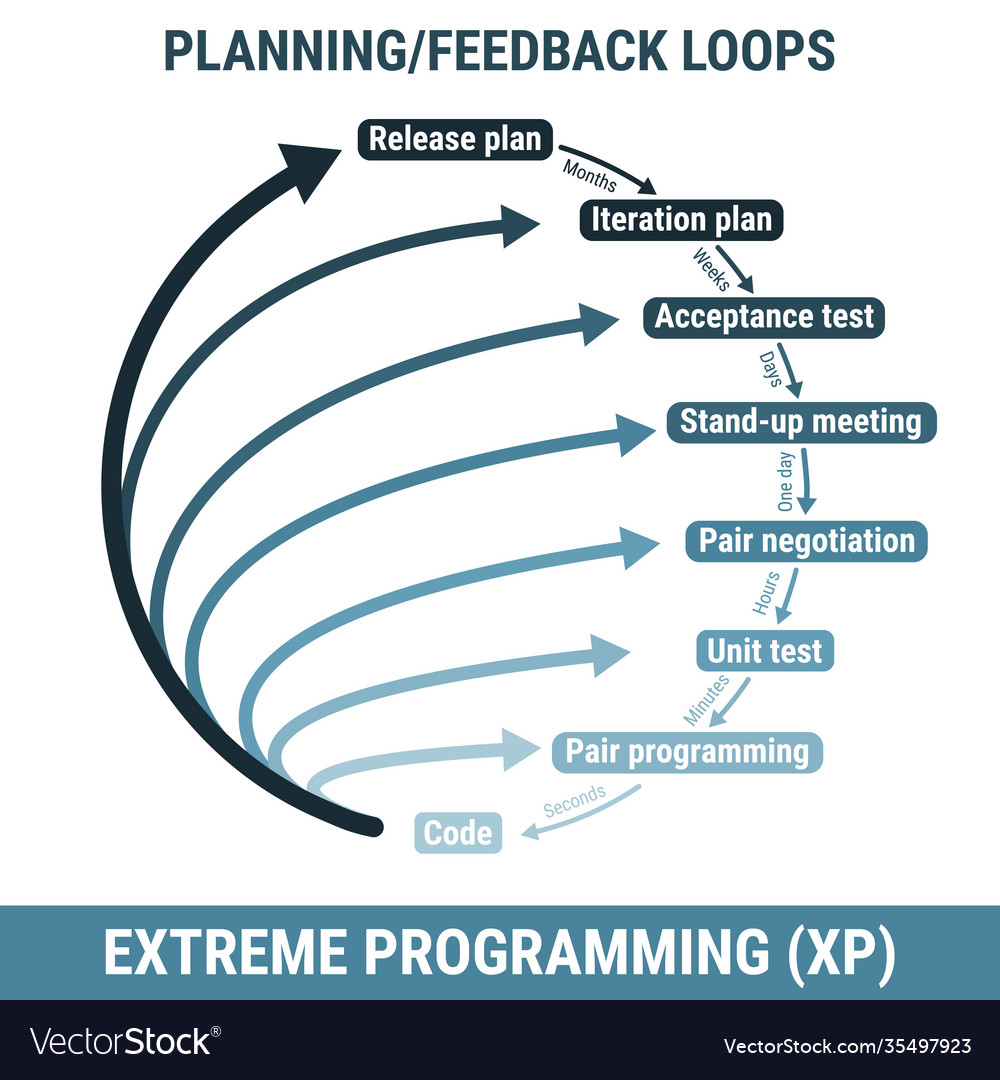 PLANNING/FEEDBACK LOOPS
Release plan
Months
Iteration plan
Weeks
Acceptance test
Days
Stand-up meeting
One day
Pair negotiation
Hours
Unit test
Minutes
Pair programming
Seconds
Code
EXTREME PROGRAMMING (XP)
VectorStock®
VectorStock.com/35497923